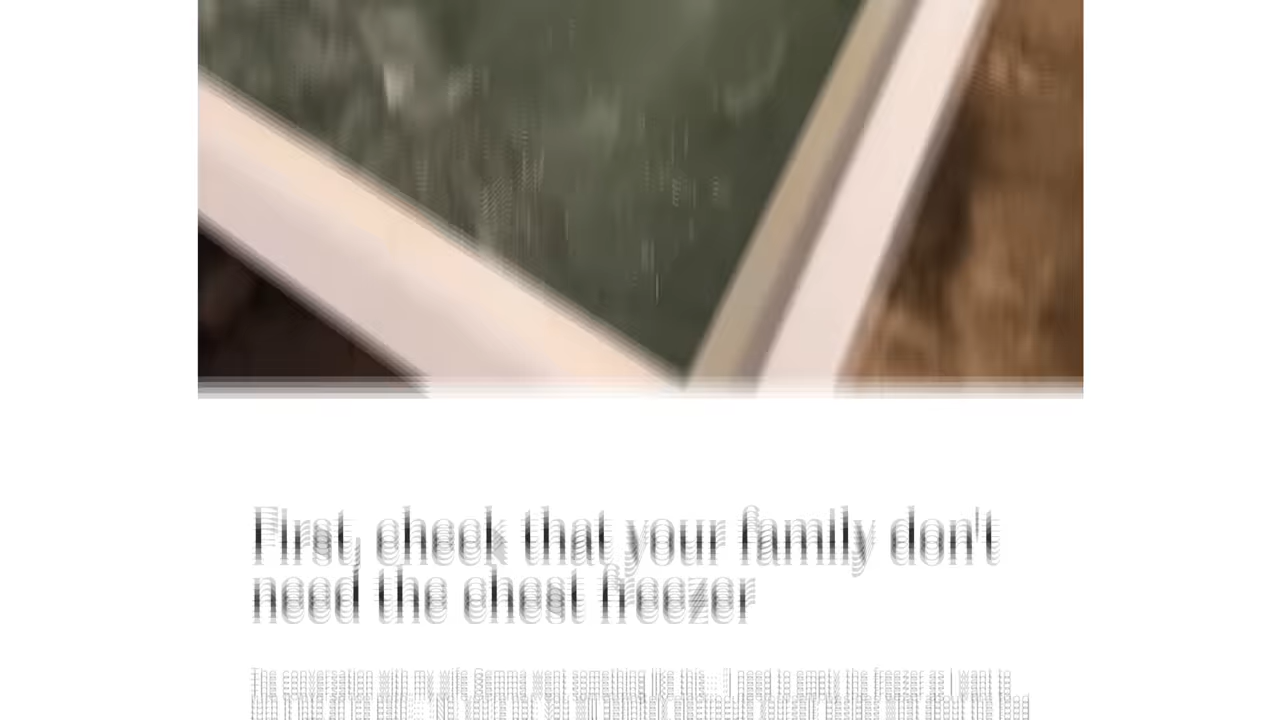 First, check that your family don't
need the chest freezer
The conversation with my wife Gemma went something like this... 'I need to empty the freezer as I want to